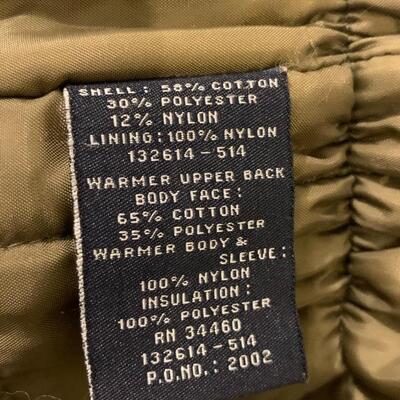 SHELL: 58% COTTON
30% POLYESTER
12% NYLON
LINING: 100% NYLON
132614-514
WARMER UPPER BACK
BODY FACE:
65% COTTON
35% POLYESTER
WARMER BODY &
SLEEVE:
100% NYLON
INSULATION:
100% POLYESTER
RN 34460
132614-514
P.O.NO.: 2002